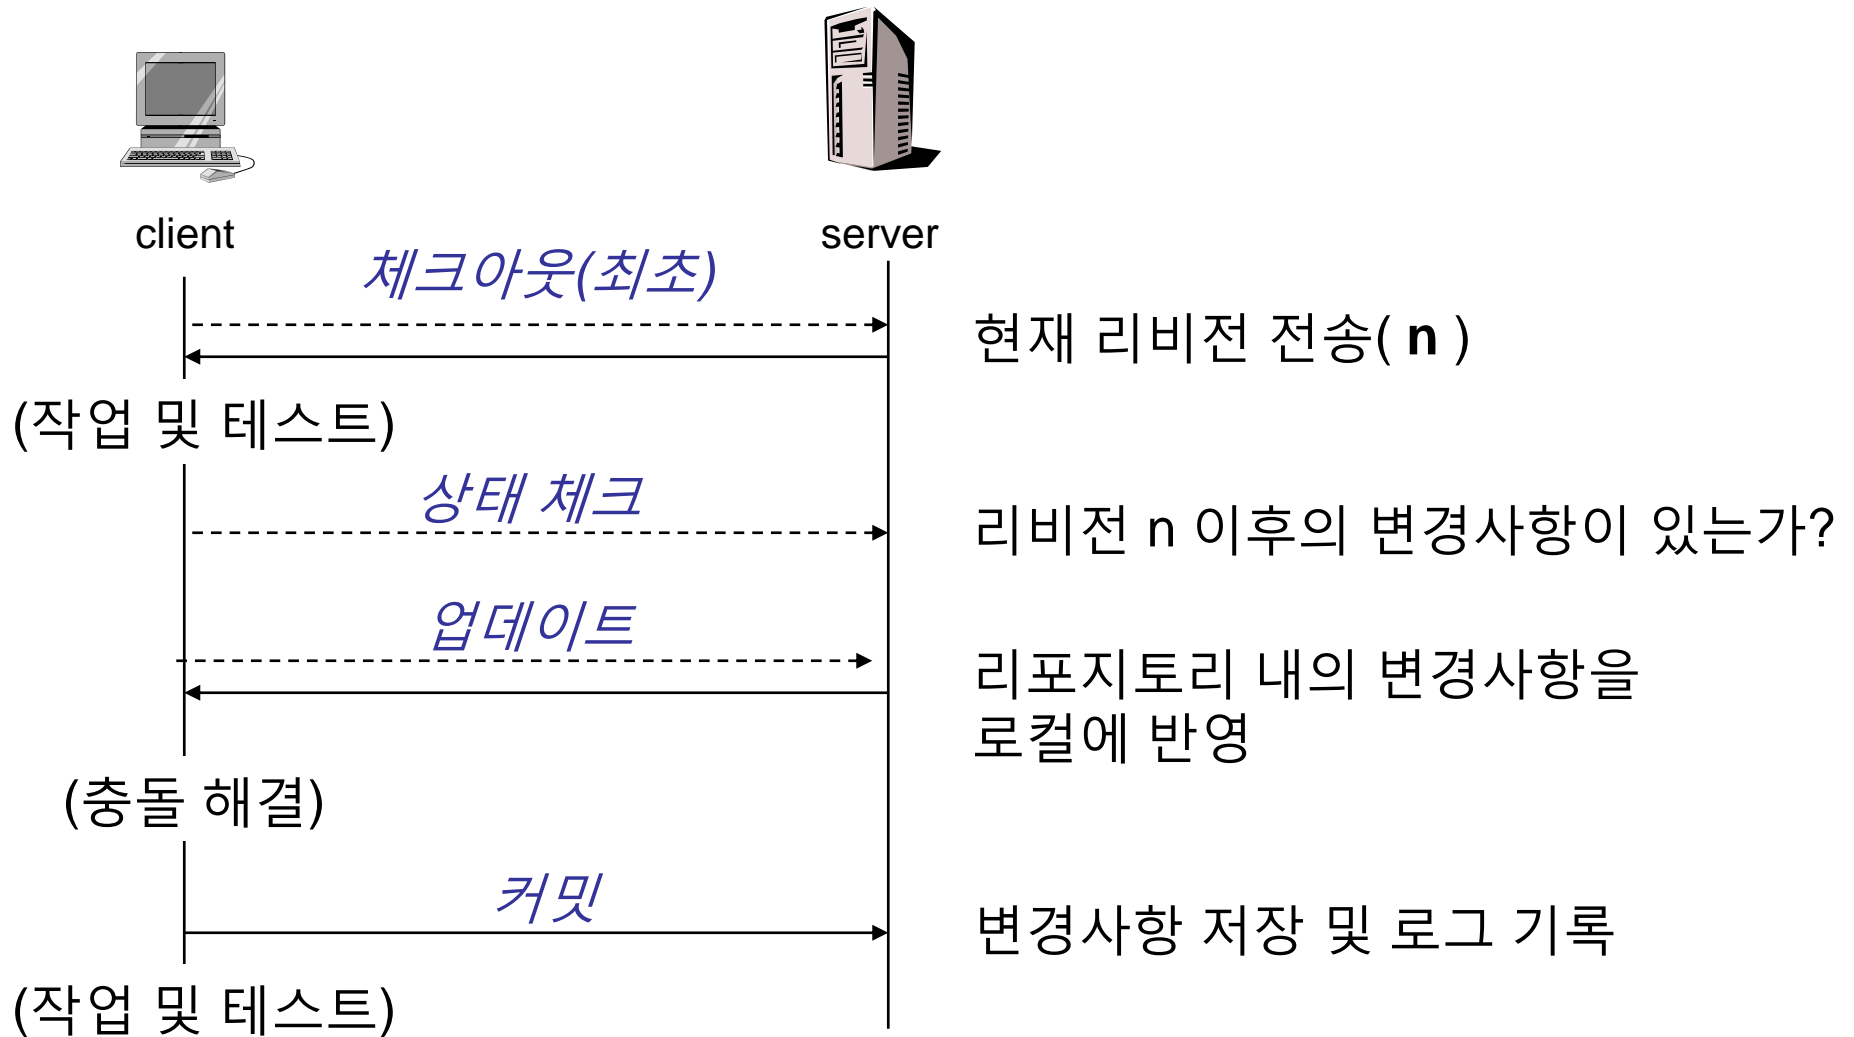 client
server
체크아웃(최초)
현재 리비전 전송( n )
(작업 및 테스트)
상태 체크
리비전 n 이후의 변경사항이 있는가?
업데이트
리포지토리 내의 변경사항을
로컬에 반영
(충돌 해결)
커밋
변경사항 저장 및 로그 기록
(작업 및 테스트)